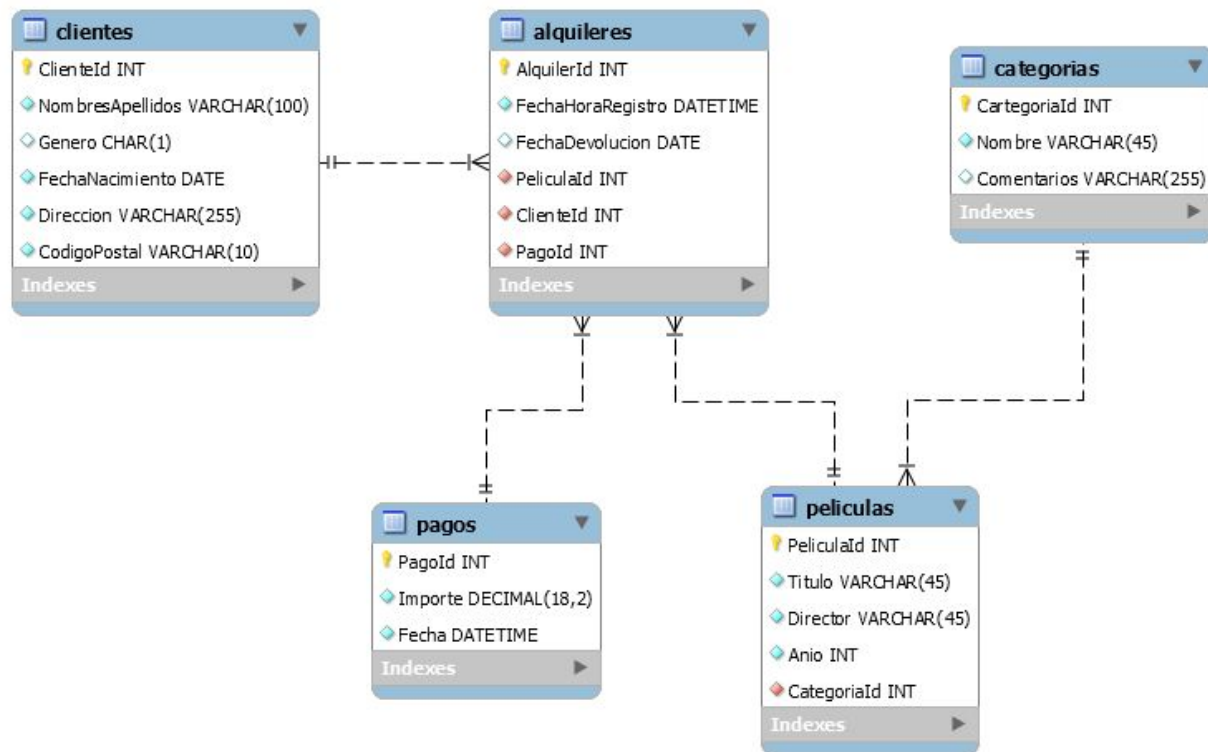 clientes
ClienteId INT
NombresApellidos VARCHAR(100)
Genero CHAR(1)
FechaNacimiento DATE
Direccion VARCHAR(255)
CodigoPostal VARCHAR(10)
Indexes
alquileres
AlquilerId INT
FechaHoraRegistro DATETIME
FechaDevolucion DATE
PeliculaId INT
ClienteId INT
PagoId INT
Indexes
categorias
CartegoriaId INT
Nombre VARCHAR(45)
Comentarios VARCHAR(255)
Indexes
pagos
PagoId INT
Importe DECIMAL(18,2)
Fecha DATETIME
Indexes
peliculas
PeliculaId INT
Titulo VARCHAR(45)
Director VARCHAR(45)
Anio INT
CategoriaId INT
Indexes